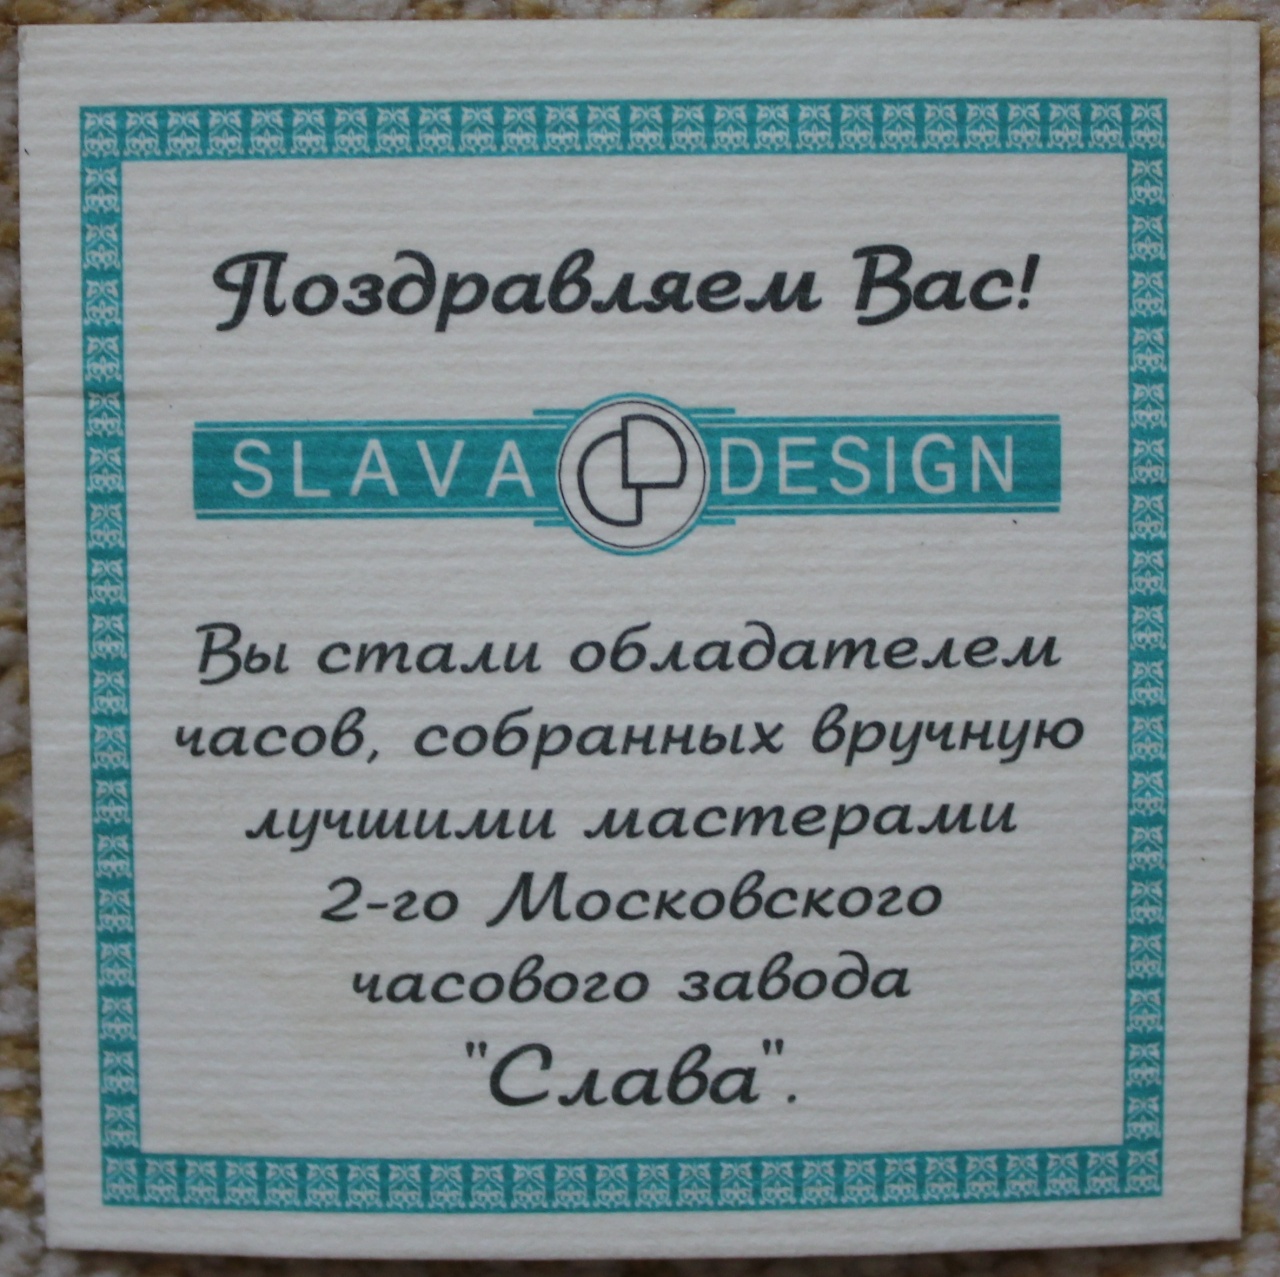 Поздравляем Вас!
SLAVA DESIGN
Вы стали обладателем
часов, собранных вручную
лучшими мастерами
2-го Московского
часового завода
"Слава".